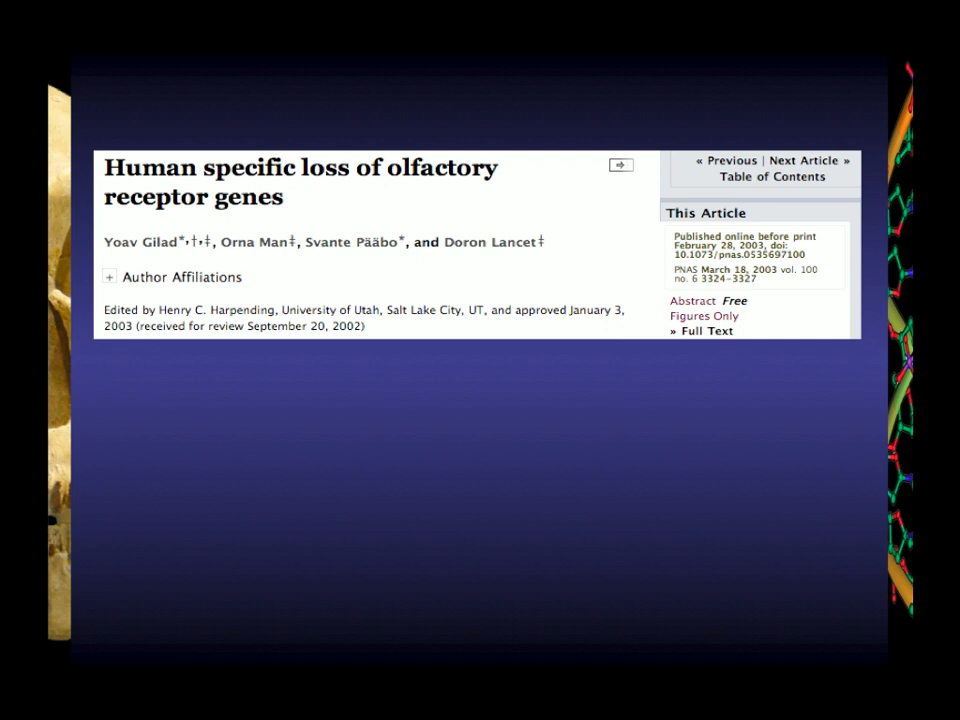 Human specific loss of olfactory
receptor genes
Yoav Gilad*,†,‡, Orna Man‡, Svante Pääbo*, and Doron Lancet‡
+ Author Affiliations
Edited by Henry C. Harpending, University of Utah, Salt Lake City, UT, and approved January 3,
2003 (received for review September 20, 2002)
« Previous | Next Article »
Table of Contents
This Article
Published online before print
February 28, 2003, doi:
10.1073/pnas.0535697100
PNAS March 18, 2003 vol. 100
no. 6 3324-3327
Abstract Free
Figures Only
» Full Text